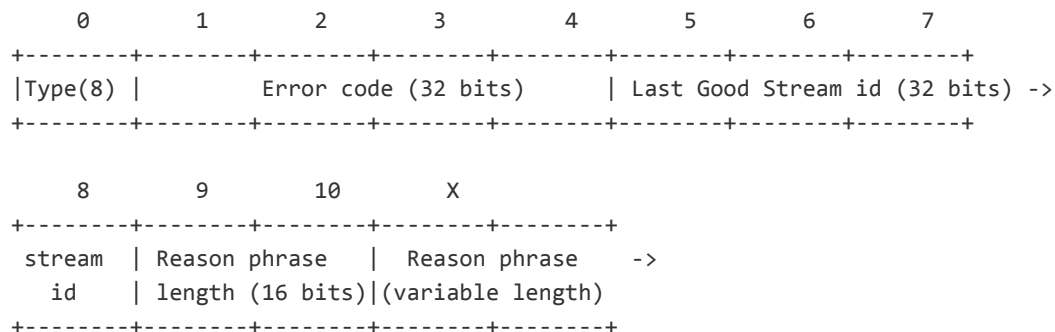 0        1        2        3        4        5        6        7
+--------+--------+--------+--------+--------+--------+--------+--------+
|Type(8) |        Error code (32 bits)      | Last Good Stream id (32 bits) ->
+--------+--------+--------+--------+--------+--------+--------+--------+
     8        9        10       X
+--------+--------+--------+--------+--------+
 stream  | Reason phrase   |  Reason phrase    ->
   id    | length (16 bits)|(variable length)
+--------+--------+--------+--------+--------+